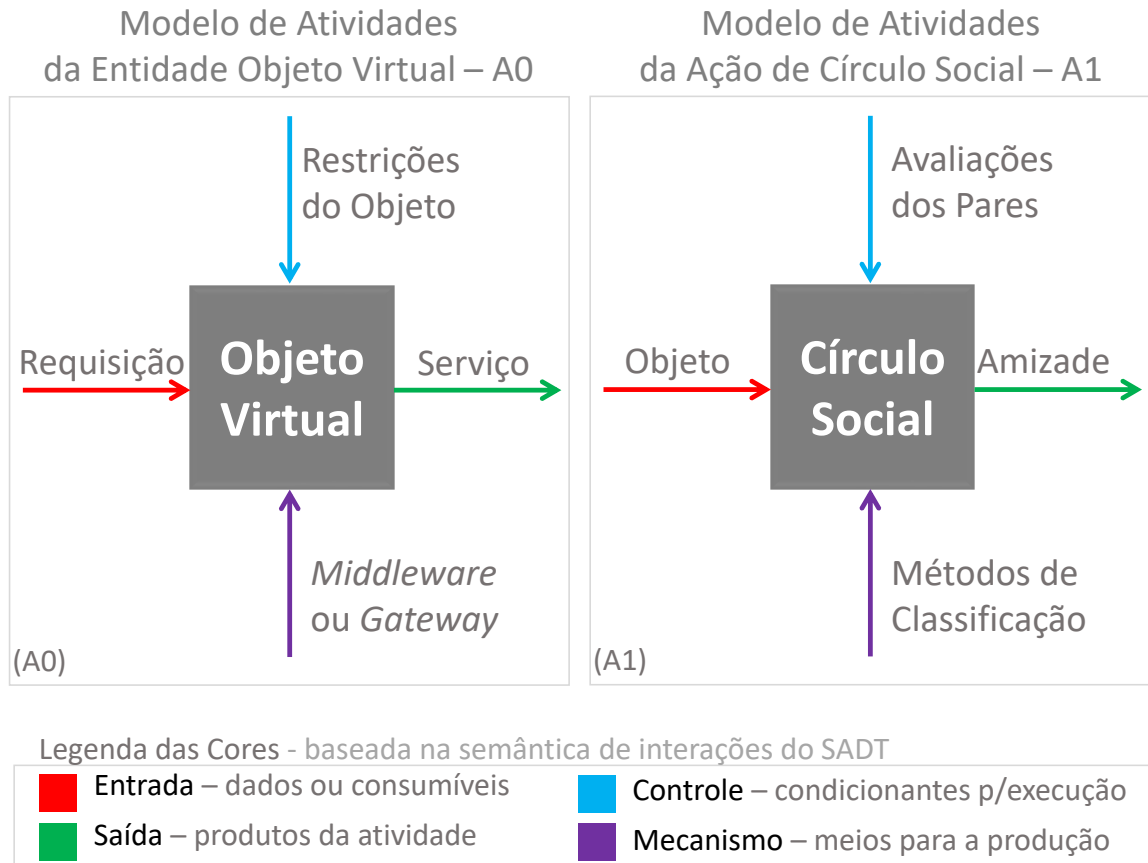 Modelo de Atividades
da Entidade Objeto Virtual – A0
Restrições
do Objeto
Requisição
Objeto
Virtual
Serviço
Middleware
ou Gateway
(A0)
Modelo de Atividades
da Ação de Círculo Social – A1
Avaliações
dos Pares
Objeto
Círculo
Social
Amizade
Métodos de
Classificação
(A1)
Legenda das Cores - baseada na semântica de interações do SADT
Entrada – dados ou consumíveis
Controle – condicionantes p/execução
Saída – produtos da atividade
Mecanismo – meios para a produção